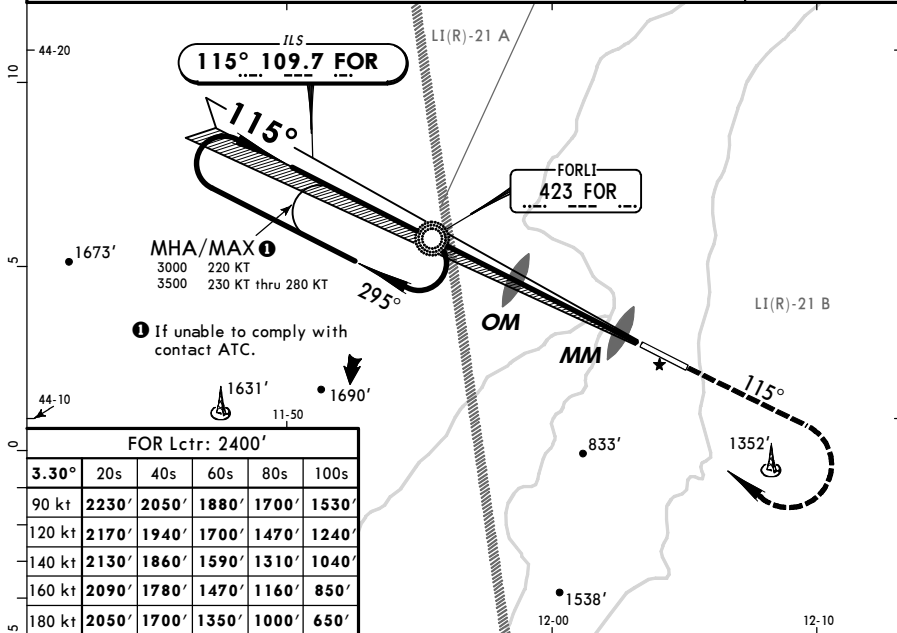 44-20
ILS
115° 109.7 FOR
LI(R)-21 A
10
115°
FORLI
423 FOR
1673'
MHA/MAX ❶
3000 220 KT
3500 230 KT thru 280 KT
5
295°
OM
LI(R)-21 B
❶ If unable to comply with
contact ATC.
MM
1631'
1690'
115°
44-10
11-50
0
833'
1352'
FOR Lctr: 2400'
3.30° 20s 40s 60s 80s 100s
90 kt 2230' 2050' 1880' 1700' 1530'
120 kt 2170' 1940' 1700' 1470' 1240'
140 kt 2130' 1860' 1590' 1310' 1040'
160 kt 2090' 1780' 1470' 1160' 850'
180 kt 2050' 1700' 1350' 1000' 650'
1538'
5
12-00
12-10